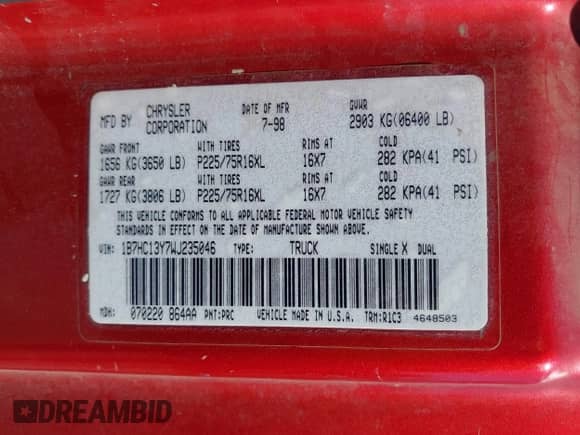 MFD BY CHRYSLER CORPORATION DATE OF MFR 7-98 GVWR 2903 KG(06400 LB)
GAWR FRONT WITH TIRES RIMS AT COLD
1656 KG(3650 LB) P225/75R16XL 16X7 282 KPA(41 PSI)
GAWR REAR WITH TIRES RIMS AT COLD
1727 KG(3806 LB) P225/75R16XL 16X7 282 KPA(41 PSI)
THIS VEHICLE CONFORMS TO ALL APPLICABLE FEDERAL MOTOR VEHICLE SAFETY
STANDARDS IN EFFECT ON THE DATE OF MANUFACTURE SHOWN ABOVE.
VIN: 1B7HC13Y7WJ235046 TYPE: TRUCK SINGLE X DUAL
MDH: 070220 864AA PNT:PRC VEHICLE MADE IN U.S.A. TRM:R1C3 4648503
DREAMBID